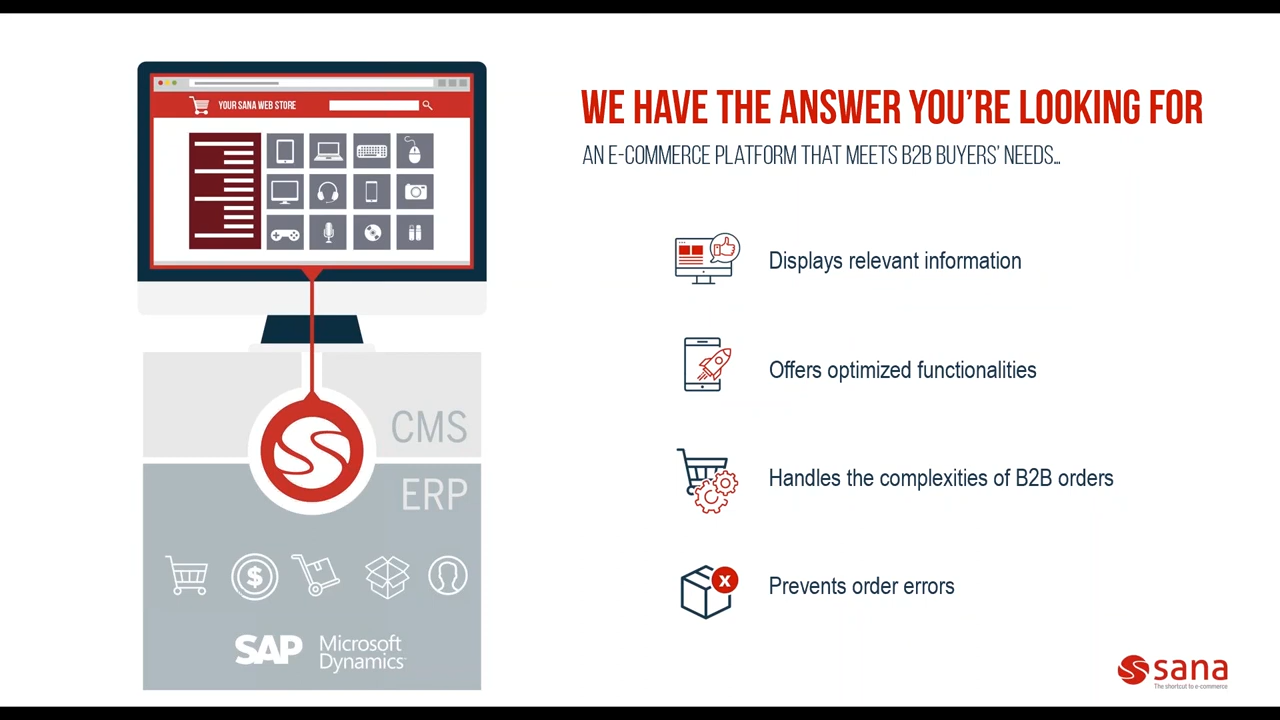 YOUR SANA WEB STORE
CMS
ERP
SAP
Microsoft
Dynamics
WE HAVE THE ANSWER YOU'RE LOOKING FOR
AN E-COMMERCE PLATFORM THAT MEETS B2B BUYERS' NEEDS...
Displays relevant information
Offers optimized functionalities
Handles the complexities of B2B orders
Prevents order errors
sana
The shortcut to e-commerce